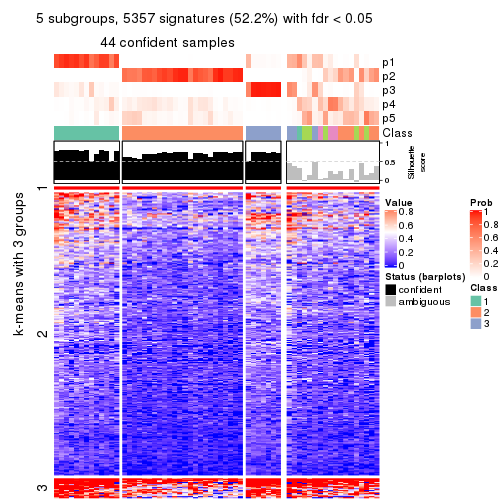 5 subgroups, 5357 signatures (52.2%) with fdr < 0.05
44 confident samples
p1
p2
p3
p4
p5
Class
1
0.5
0
Silhouette
score
k-means with 3 groups
1
2
3
Value
0.8
0.6
0.4
0.2
0
Status (barplots)
confident
ambiguous
Prob
0.8
0.6
0.4
0.2
0
Class
1
2
3